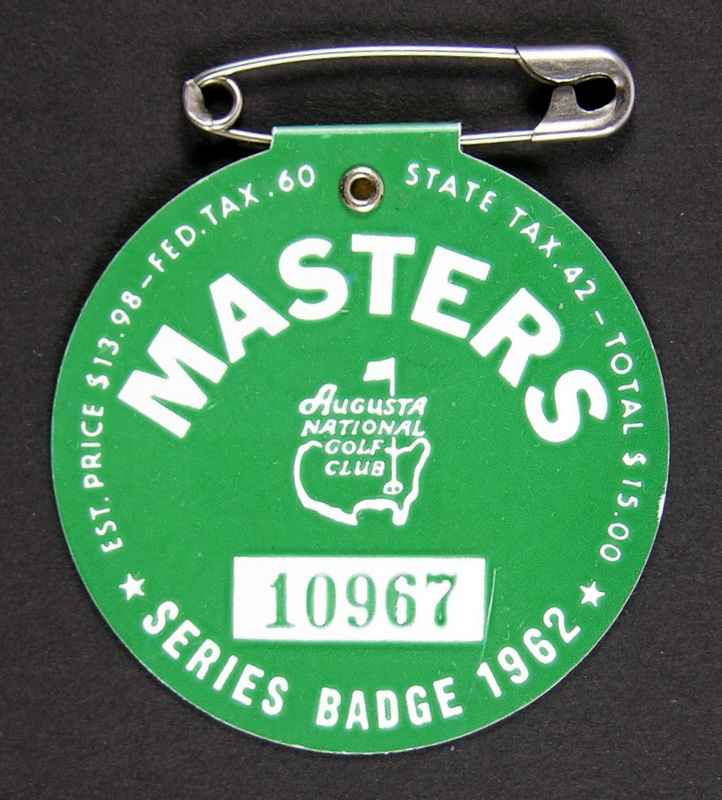 EST. PRICE $13.98-FED.TAX.60 STATE TAX.42-TOTAL $15.00
MASTERS
AUGUSTA
NATIONAL
GOLF
CLUB
10967
★ SERIES BADGE 1962 ★